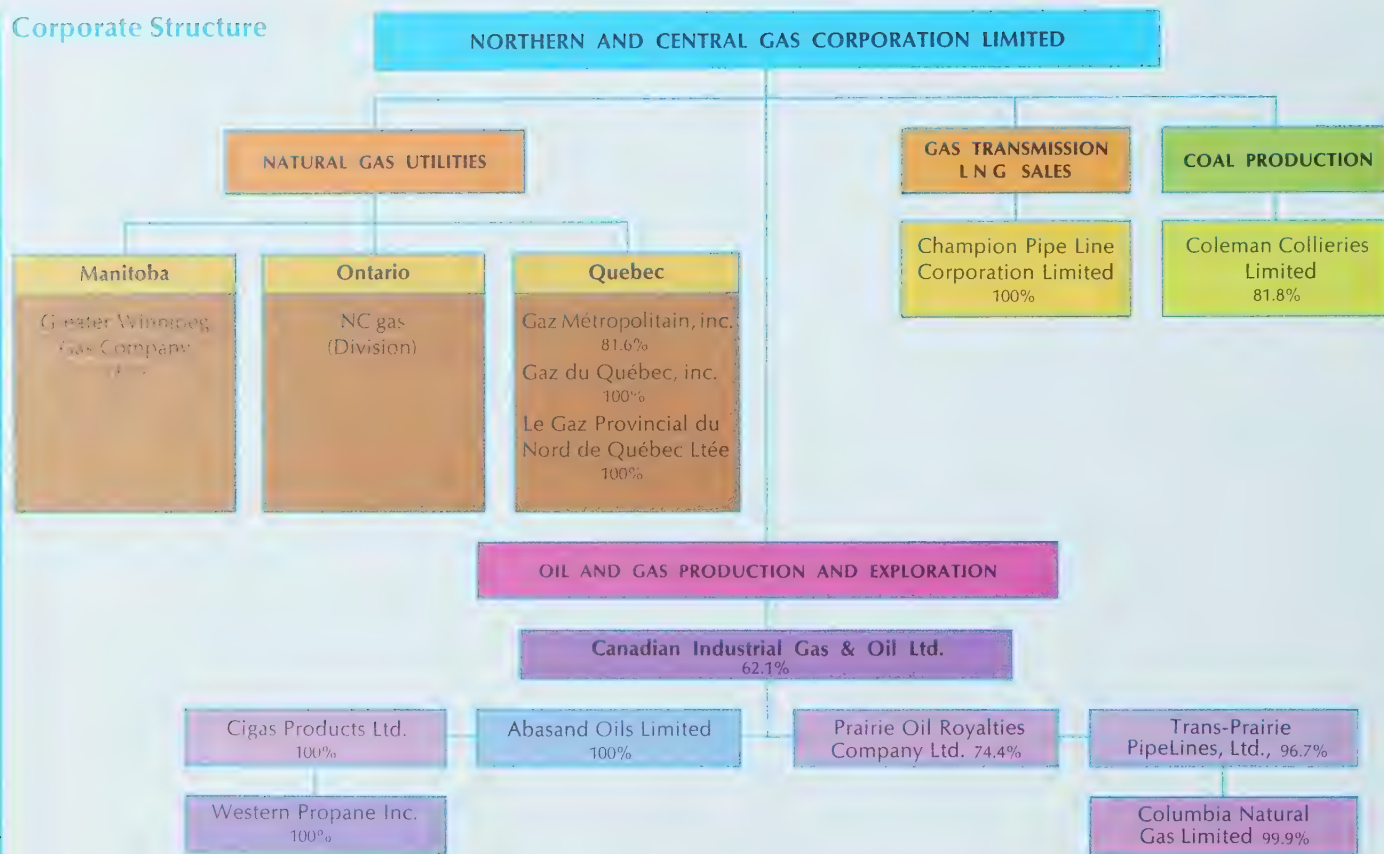 Corporate Structure
NORTHERN AND CENTRAL GAS CORPORATION LIMITED
NATURAL GAS UTILITIES
GAS TRANSMISSION
L N G SALES
COAL PRODUCTION
Champion Pipe Line
Corporation Limited
100%
Coleman Collieries
Limited
81.8%
Manitoba
Greater Winnipeg
Gas Company
Ontario
NC gas
(Division)
Quebec
Gaz Métropolitain, inc.
81.6%
Gaz du Québec, inc.
100%
Le Gaz Provincial du
Nord de Québec Ltée
100%
OIL AND GAS PRODUCTION AND EXPLORATION
Canadian Industrial Gas & Oil Ltd.
62.1%
Cigas Products Ltd.
100%
Abasand Oils Limited
100%
Prairie Oil Royalties
Company Ltd. 74.4%
Trans-Prairie
PipeLines, Ltd., 96.7%
Western Propane Inc.
100%
Columbia Natural
Gas Limited 99.9%